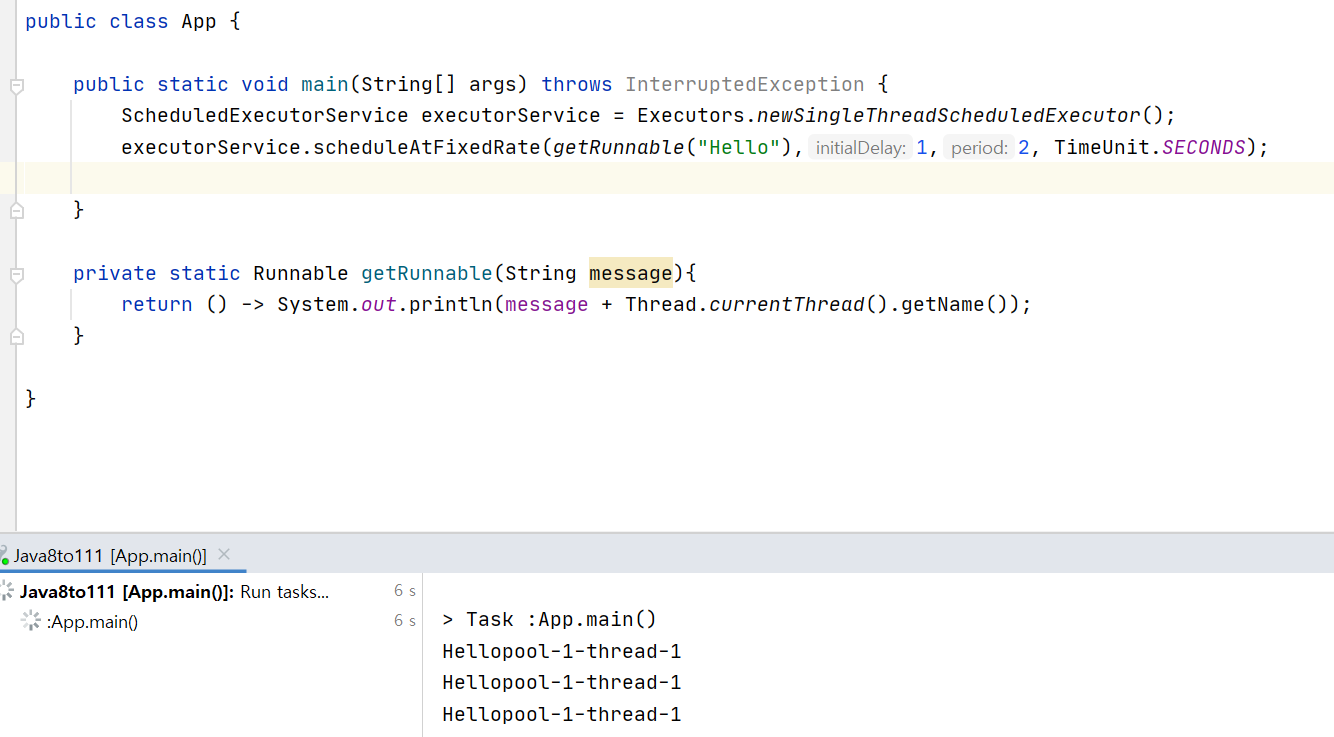 public class App {
public static void main(String[] args) throws InterruptedException {
ScheduledExecutorService executorService = Executors.newSingleThreadScheduledExecutor();
executorService.scheduleAtFixedRate(getRunnable("Hello"), initialDelay: 1, period: 2, TimeUnit.SECONDS);
}
private static Runnable getRunnable(String message){
return () -> System.out.println(message + Thread.currentThread().getName());
}
}
Java8to111 [App.main()]
Java8to111 [App.main()]: Run tasks... 6 s
:App.main() 6 s
> Task :App.main()
Hellopool-1-thread-1
Hellopool-1-thread-1
Hellopool-1-thread-1